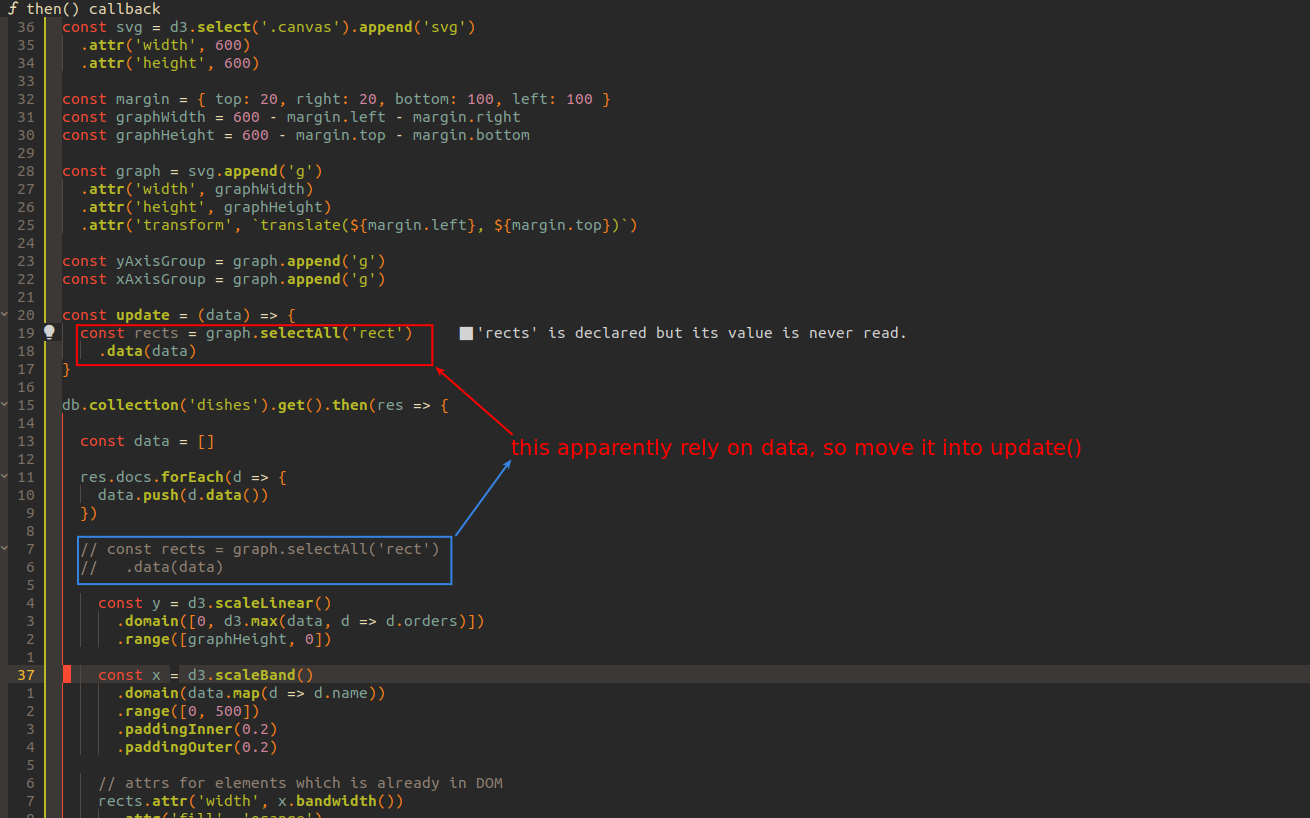 ƒ then() callback
36 const svg = d3.select('.canvas').append('svg')
35 .attr('width', 600)
34 .attr('height', 600)
33
32 const margin = { top: 20, right: 20, bottom: 100, left: 100 }
31 const graphWidth = 600 - margin.left - margin.right
30 const graphHeight = 600 - margin.top - margin.bottom
29
28 const graph = svg.append('g')
27 .attr('width', graphWidth)
26 .attr('height', graphHeight)
25 .attr('transform', `translate(${margin.left}, ${margin.top})`)
24
23 const yAxisGroup = graph.append('g')
22 const xAxisGroup = graph.append('g')
21
20 const update = (data) => {
19 const rects = graph.selectAll('rect') 'rects' is declared but its value is never read.
18 .data(data)
17 }
16
15 db.collection('dishes').get().then(res => {
14
13 const data = []
this apparently rely on data, so move it into update()
12
11 res.docs.forEach(d => {
10 data.push(d.data())
9 })
8
7 // const rects = graph.selectAll('rect')
6 // .data(data)
5
4 const y = d3.scaleLinear()
3 .domain([0, d3.max(data, d => d.orders)])
2 .range([graphHeight, 0])
1
37 const x = d3.scaleBand()
1 .domain(data.map(d => d.name))
2 .range([0, 500])
3 .paddingInner(0.2)
4 .paddingOuter(0.2)
5
6 // attrs for elements which is already in DOM
7 rects.attr('width', x.bandwidth())
8 .attr('fill', 'orange')